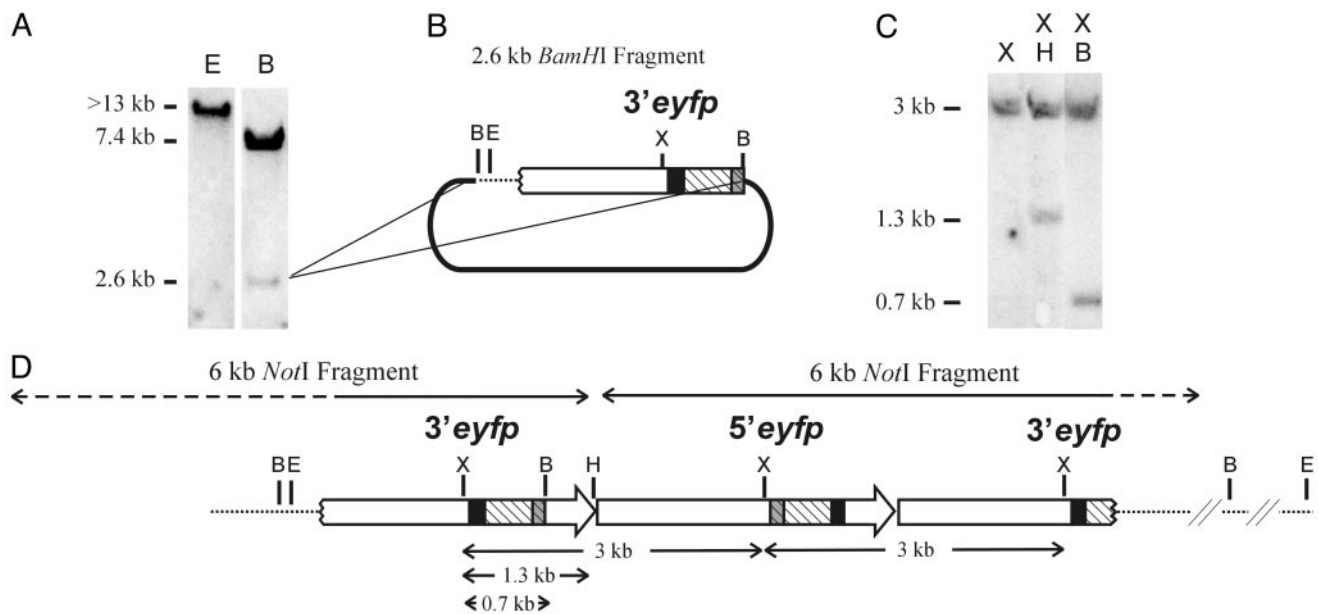 A
E B
>13 kb
7.4 kb
2.6 kb
B
2.6 kb BamHI Fragment
3’eyfp
BE X B
C
X X
X H B
3 kb
1.3 kb
0.7 kb
D
6 kb NotI Fragment 6 kb NotI Fragment
3’eyfp 5’eyfp 3’eyfp
BE X B H X X B E
3 kb 3 kb
1.3 kb
0.7 kb